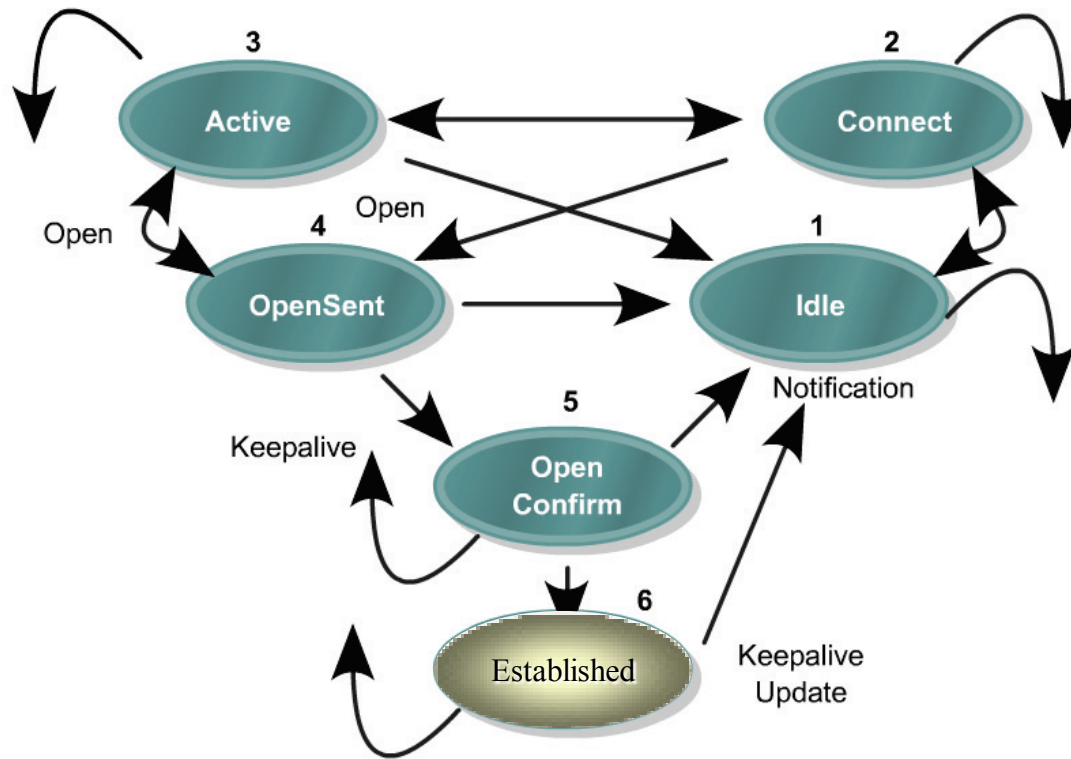 3
2
Active
Connect
Open
Open
4
1
OpenSent
Idle
Notification
5
Keepalive
Open
Confirm
6
Established
Keepalive
Update